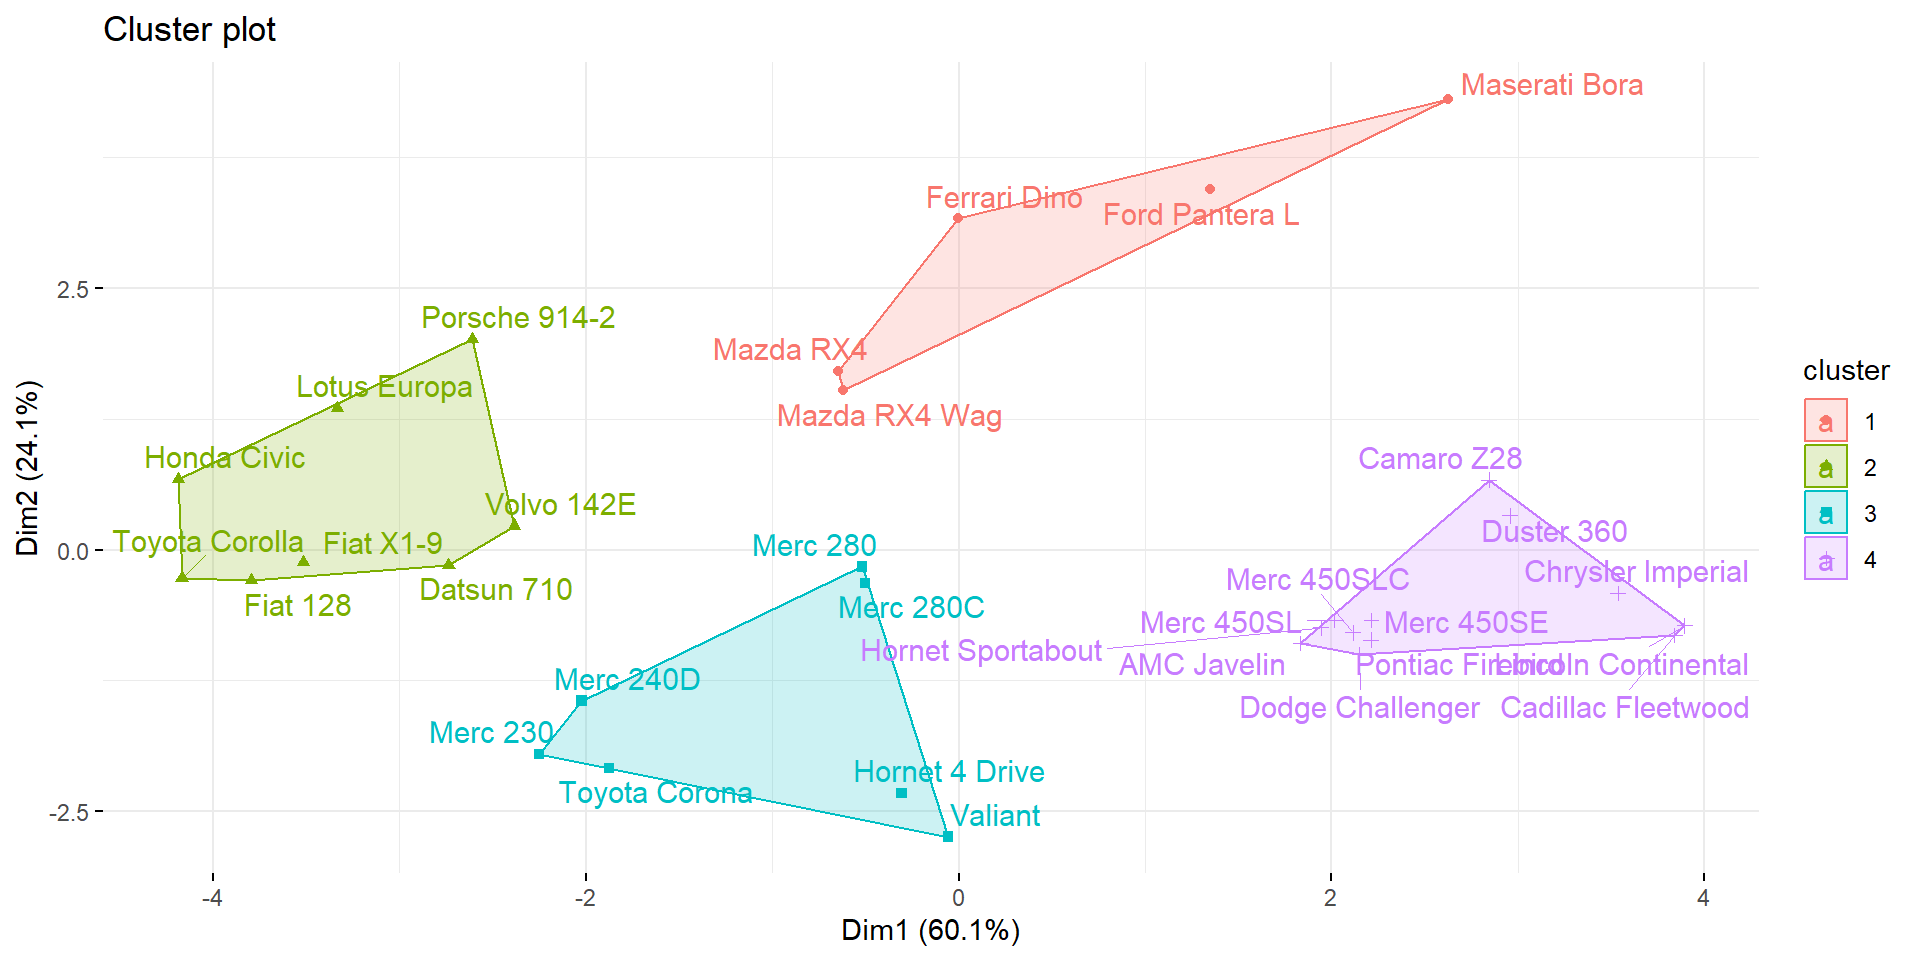 Cluster plot
Maserati Bora
Ferrari Dino
Ford Pantera L
2.5
Porsche 914-2
Mazda RX4
Lotus Europa
Mazda RX4 Wag
cluster
a 1
a 2
a 3
a 4
Honda Civic
Camaro Z28
Volvo 142E
Duster 360
Toyota Corolla
Fiat X1-9
Merc 280
0.0
Dim2 (24.1%)
Chrysler Imperial
Merc 450SLC
Datsun 710
Fiat 128
Merc 280C
Merc 450SL
Merc 450SE
Hornet Sportabout
AMC Javelin
Pontiac Firebird
Lincoln Continental
Merc 240D
Dodge Challenger
Cadillac Fleetwood
Merc 230
Hornet 4 Drive
Toyota Corona
Valiant
-2.5
-4
-2
0
2
4
Dim1 (60.1%)